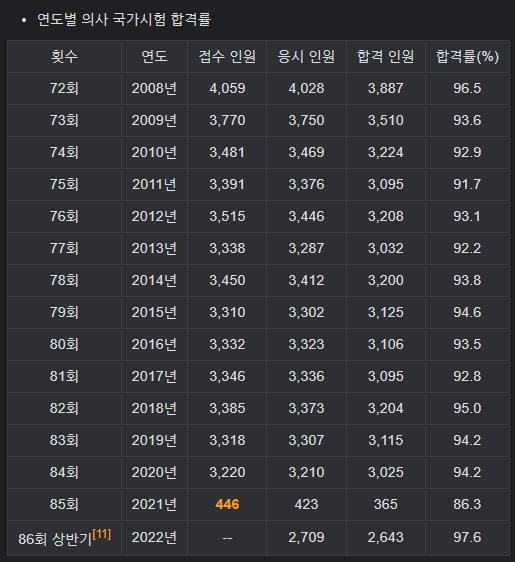 연도별 의사 국가시험 합격률
횟수 연도 접수 인원 응시 인원 합격 인원 합격률(%)
72회 2008년 4,059 4,028 3,887 96.5
73회 2009년 3,770 3,750 3,510 93.6
74회 2010년 3,481 3,469 3,224 92.9
75회 2011년 3,391 3,376 3,095 91.7
76회 2012년 3,515 3,446 3,208 93.1
77회 2013년 3,338 3,287 3,032 92.2
78회 2014년 3,450 3,412 3,200 93.8
79회 2015년 3,310 3,302 3,125 94.6
80회 2016년 3,332 3,323 3,106 93.5
81회 2017년 3,346 3,336 3,095 92.8
82회 2018년 3,385 3,373 3,204 95.0
83회 2019년 3,318 3,307 3,115 94.2
84회 2020년 3,220 3,210 3,025 94.2
85회 2021년 446 423 365 86.3
86회 상반기[11] 2022년 -- 2,709 2,643 97.6